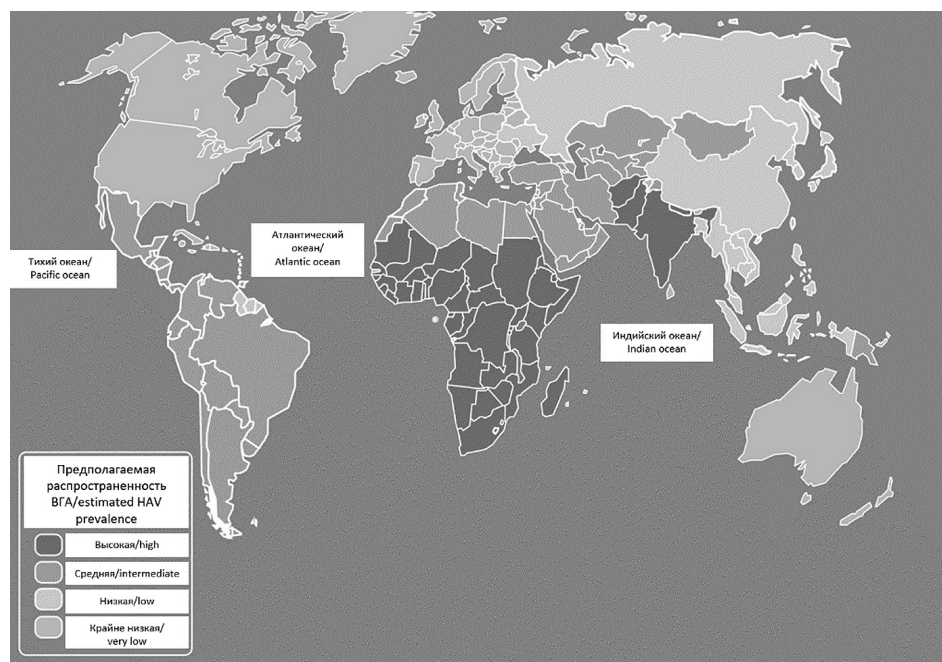 Атлантический
океан/
Atlantic ocean
Тихий океан/
Pacific ocean
Индийский океан/
Indian ocean
Предполагаемая
распространенность
ВГА/estimated HAV
prevalence
Высокая/high
Средняя/intermediate
Низкая/low
Крайне низкая/
very low